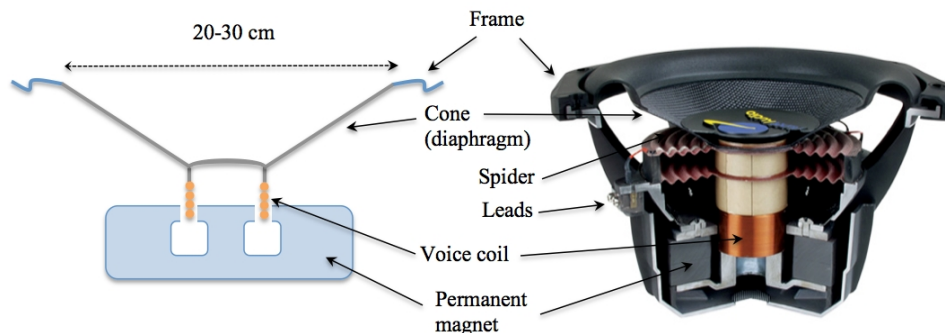 20-30 cm
Frame
Cone
(diaphragm)
Spider
Leads
Voice coil
Permanent
magnet